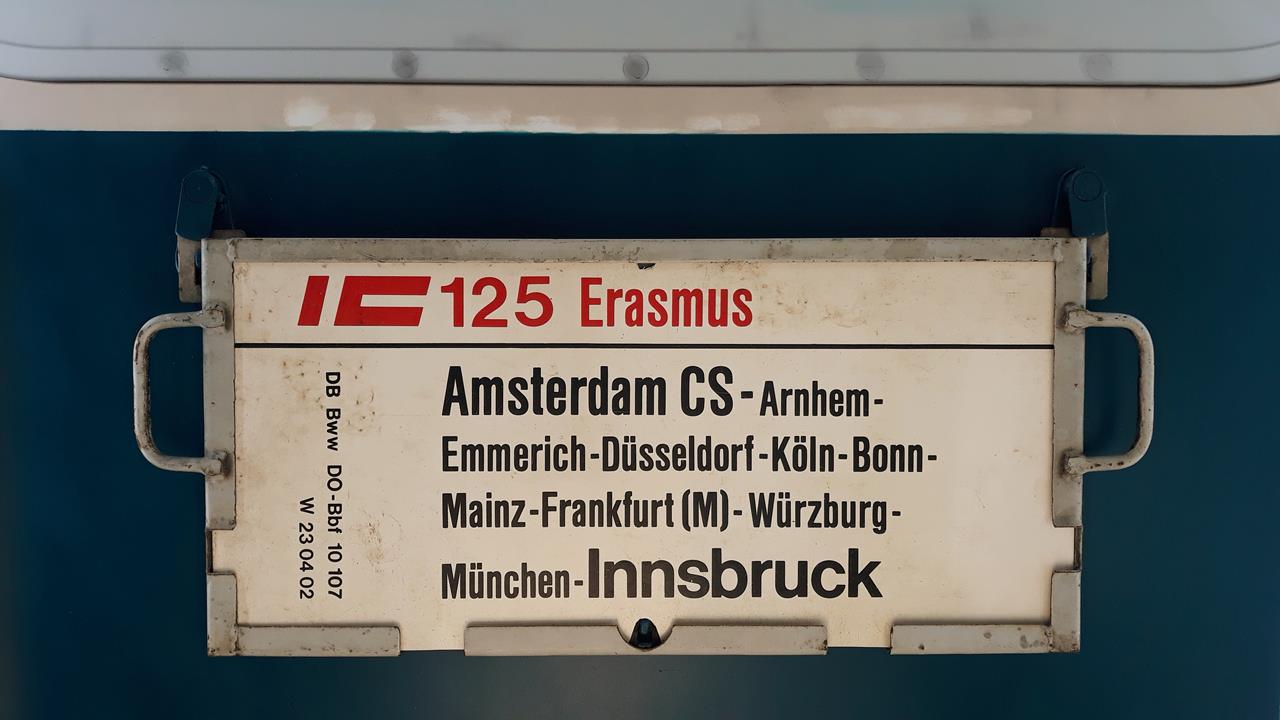 IC 125 Erasmus
Amsterdam CS - Arnhem-
Emmerich-Düsseldorf-Köln-Bonn-
Mainz-Frankfurt (M)- Würzburg-
München-Innsbruck
DB Bww DO-Bbf 10 107
W 23 04 02